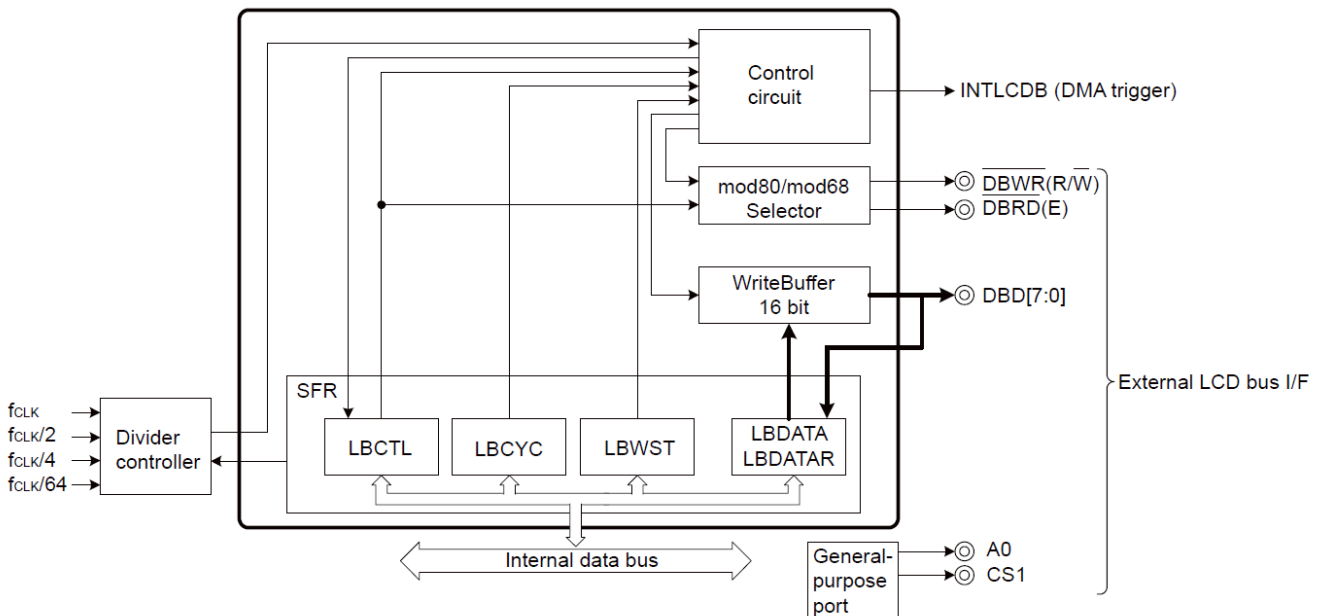 Control
circuit
INTLCDB (DMA trigger)
mod80/mod68
Selector
DBWR(R/W)
DBRD(E)
WriteBuffer
16 bit
DBD[7:0]
External LCD bus I/F
SFR
fCLK
fCLK/2
fCLK/4
fCLK/64
Divider
controller
LBCTL
LBCYC
LBWST
LBDATA
LBDATAR
Internal data bus
General-
purpose
port
A0
CS1